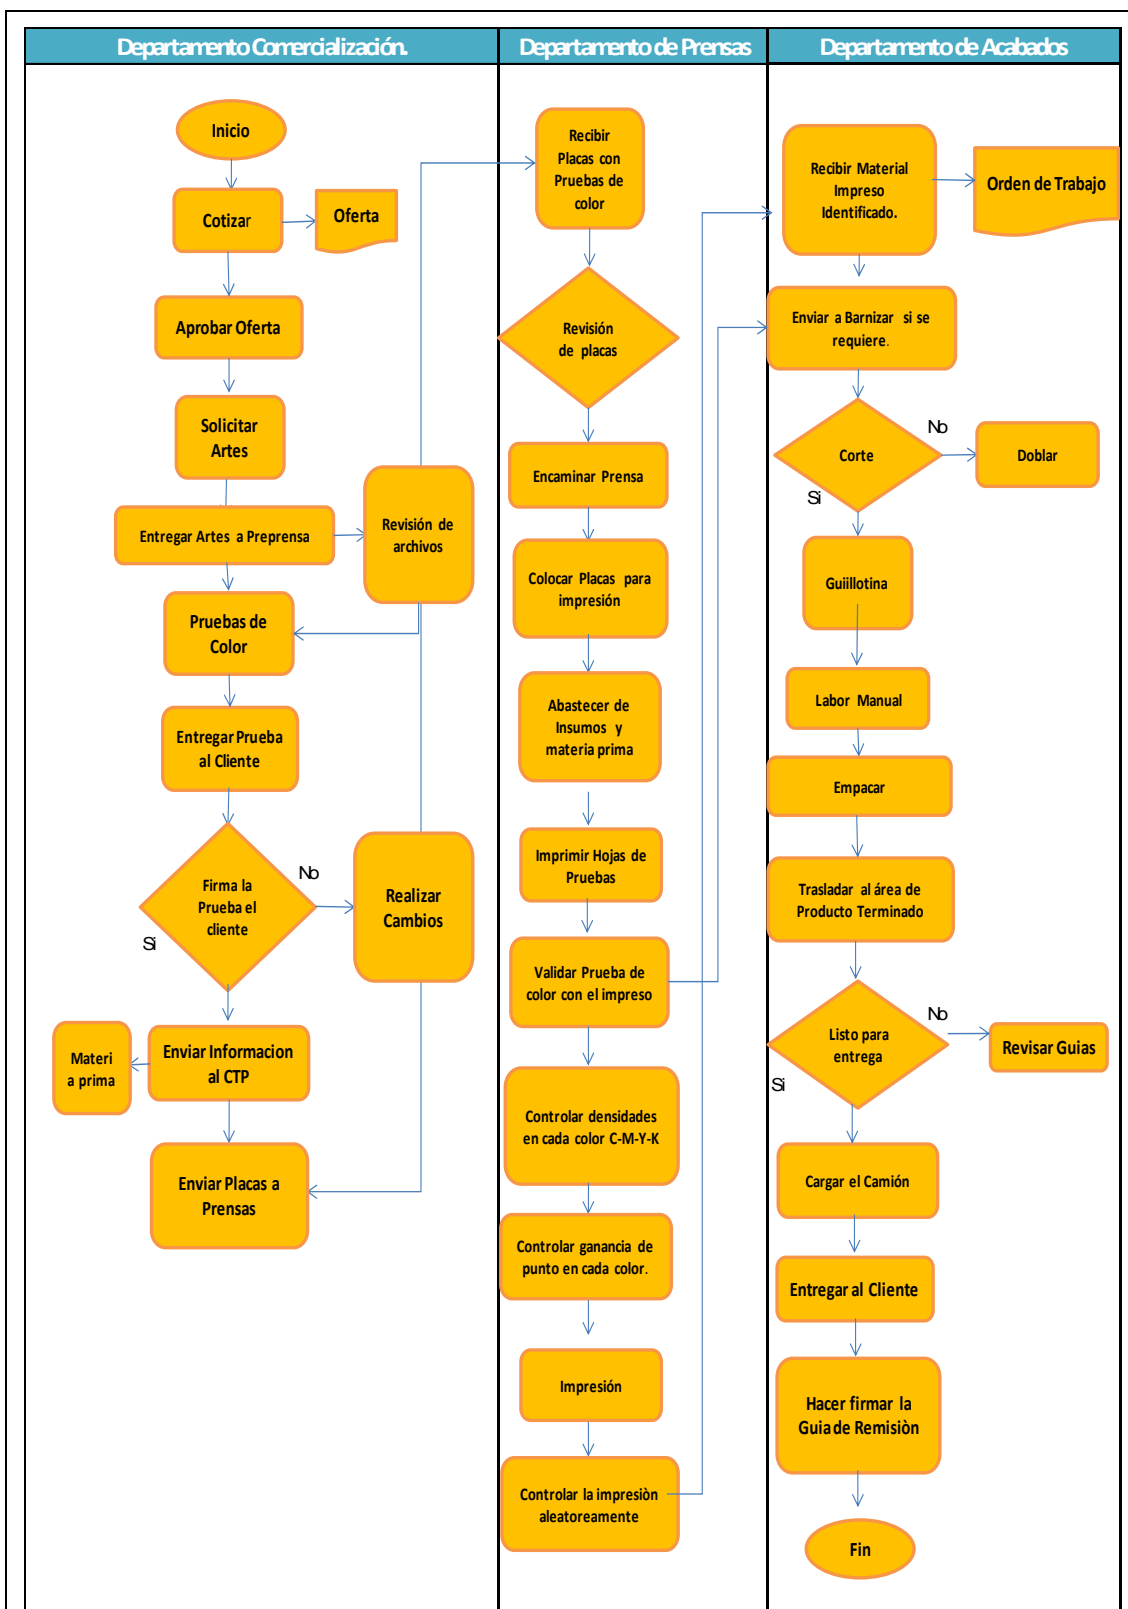 Departamento Comercialización.
Departamento de Prensas
Departamento de Acabados
Inicio
Cotizar
Oferta
Aprobar Oferta
Solicitar
Artes
Entregar Artes a Preprensa
Revisión de
archivos
Pruebas de
Color
Entregar Prueba
al Cliente
Firma la
Prueba el
cliente
No
Si
Realizar
Cambios
Materi
a prima
Enviar Informacion
al CTP
Enviar Placas a
Prensas
Recibir
Placas con
Pruebas de
color
Revisión
de placas
Encaminar Prensa
Colocar Placas para
impresión
Abastecer de
Insumos y
materia prima
Imprimir Hojas de
Pruebas
Validar Prueba de
color con el impreso
Controlar densidades
en cada color C-M-Y-K
Controlar ganancia de
punto en cada color.
Impresión
Controlar la impresiòn
aleatoreamente
Recibir Material
Impreso
Identificado.
Orden de Trabajo
Enviar a Barnizar si se
requiere.
Corte
No
Si
Doblar
Guiillotina
Labor Manual
Empacar
Trasladar al área de
Producto Terminado
Listo para
entrega
No
Si
Revisar Guias
Cargar el Camión
Entregar al Cliente
Hacer firmar la
Guia de Remisiòn
Fin